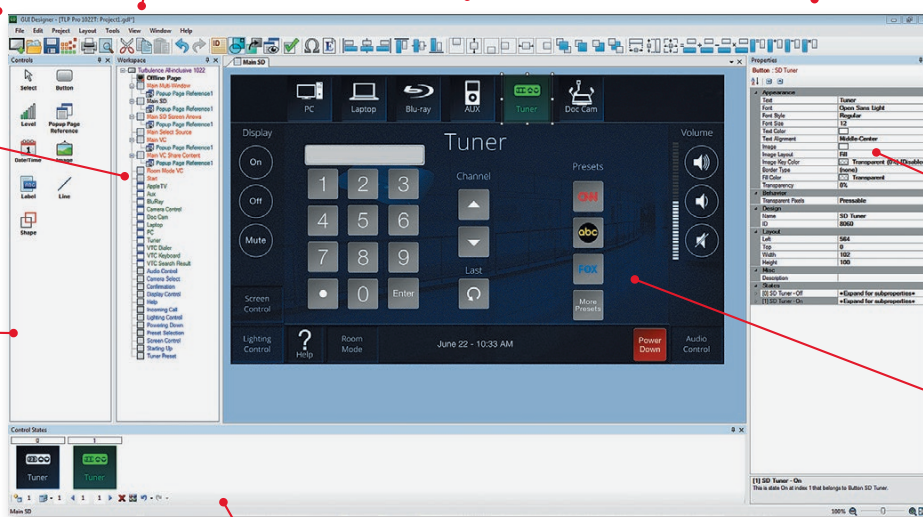 GUI Designer - [TLP Pro 1022T: Project1.gdl*]
File Edit Project Layout Tools View Window Help
Controls
Select
Button
Level
Popup Page
Reference
Date/Time
Image
Label
Line
Shape
Workspace
Turbulence All-inclusive 1022
Offline Page
Main Multi-Window
Popup Page Reference1
Main SD
Popup Page Reference1
Main SD Screen Annva
Popup Page Reference1
Main Select Source
Main VC
Popup Page Reference1
Main VC Share Content
Popup Page Reference1
Room Mode VC
Start
AppleTV
Aux
BluRay
Camera Control
Doc Cam
Laptop
PC
Tuner
VTC Dialer
VTC Keyboard
VTC Search Result
Audio Control
Camera Select
Confirmation
Display Control
Help
Incoming Call
Lighting Control
Powering Down
Preset Selection
Screen Control
Starting Up
Tuner Preset
Main SD
PC
Laptop
Blu-ray
AUX
Tuner
Doc Cam
Display
On
Off
Mute
Screen
Control
Tuner
1 2 3
4 5 6
7 8 9
• 0 Enter
Channel
Last
Presets
CNN
abc
FOX
More
Presets
Volume
Lighting
Control
?
Help
Room
Mode
June 22 - 10:33 AM
Power
Down
Audio
Control
Properties
Button : SD Tuner
Appearance
Text Tuner
Font Open Sans Light
Font Style Regular
Font Size 12
Text Color
Text Alignment Middle-Center
Image
Image Layout Fill
Image Key Color Transparent (0%) (Disable
Border Type (none)
Fill Color Transparent
Transparency 0%
Behavior
Transparent Pixels Pressable
Design
Name SD Tuner
ID 8060
Layout
Left 564
Top 0
Width 102
Height 100
Misc
Description
States
[0] SD Tuner - Off <Expand for subproperties>
[1] SD Tuner - On <Expand for subproperties>
Control States
0 1
Tuner
Tuner
1 1 1 1
[1] SD Tuner - On
This is state On at index 1 that belongs to Button SD Tuner.
Main SD
100%